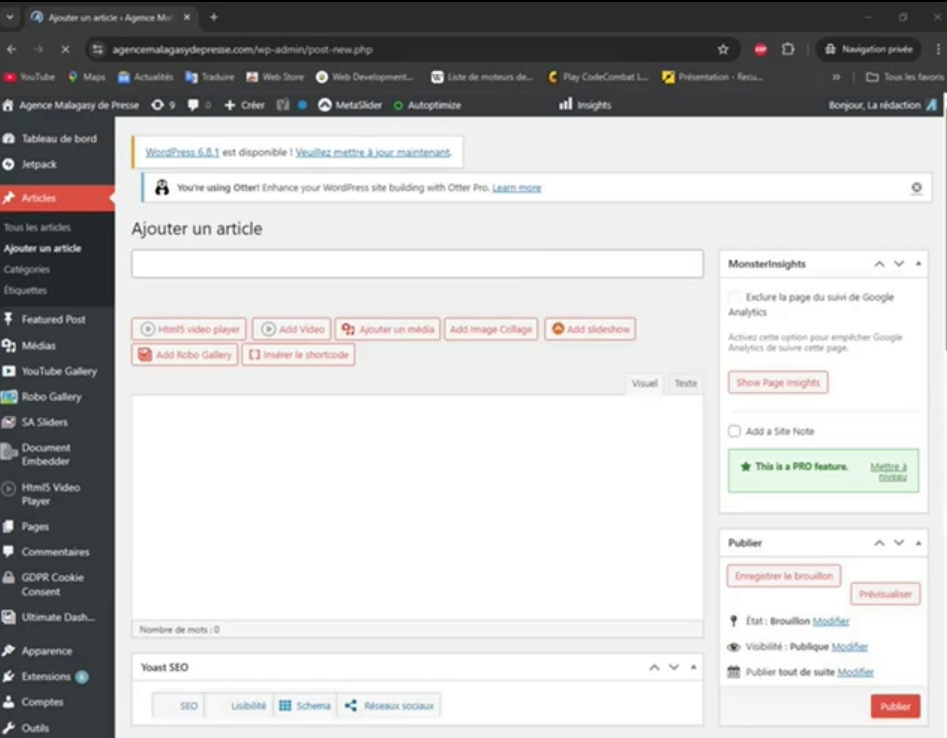 Ajouter un article ‹ Agence Mal
agencemalagasydepresse.com/wp-admin/post-new.php
Navigation privée
YouTube Maps Actualités Traduire Web Store Web Development... Liste de moteurs de... Play CodeCombat L... Présentation - Recu... » Tous les favoris
Agence Malagasy de Presse 9 0 + Créer MetaSlider Autoptimize Insights Bonjour, La rédaction
Tableau de bord
Jetpack
Articles
Tous les articles
Ajouter un article
Catégories
Étiquettes
Featured Post
Médias
YouTube Gallery
Robo Gallery
SA Sliders
Document
Embedder
Html5 Video
Player
Pages
Commentaires
GDPR Cookie
Consent
Ultimate Dash...
Apparence
Extensions 6
Comptes
Outils
WordPress 6.8.1 est disponible ! Veuillez mettre à jour maintenant.
You're using Otter! Enhance your WordPress site building with Otter Pro. Learn more
Ajouter un article
Html5 video player Add Video Ajouter un média Add Image Collage Add slideshow
Add Robo Gallery Insérer le shortcode
Visuel Texte
Nombre de mots : 0
Yoast SEO
SEO Lisibilité Schema Réseaux sociaux
MonsterInsights
Exclure la page du suivi de Google
Analytics
Activez cette option pour empêcher Google
Analytics de suivre cette page.
Show Page Insights
Add a Site Note
This is a PRO feature. Mettre à
niveau
Publier
Enregistrer le brouillon
Prévisualiser
État : Brouillon Modifier
Visibilité : Publique Modifier
Publier tout de suite Modifier
Publier